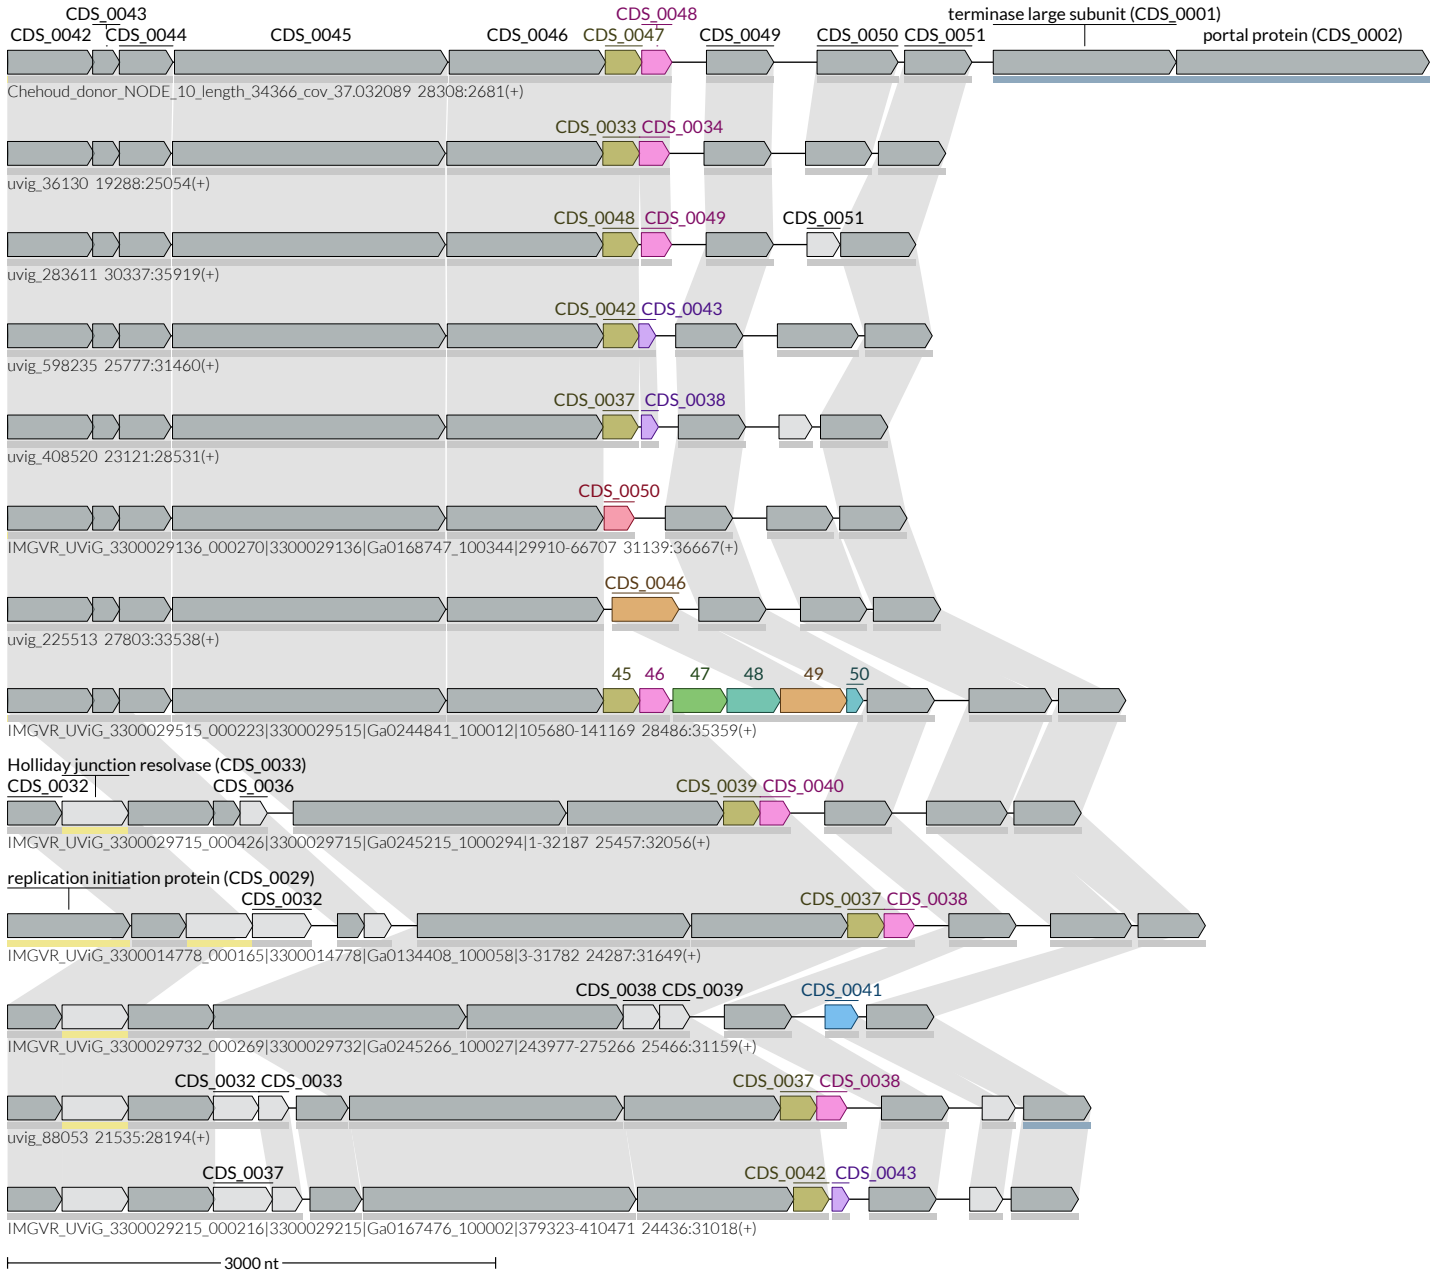 CDS_0043 CDS_0048 terminase large subunit (CDS_0001)
CDS_0042 CDS_0044 CDS_0045 CDS_0046 CDS_0047 CDS_0049 CDS_0050 CDS_0051 portal protein (CDS_0002)
Chehoud_donor_NODE_10_length_34366_cov_37.032089 28308:2681(+)
CDS_0033 CDS_0034
uvig_36130 19288:25054(+)
CDS_0048 CDS_0049 CDS_0051
uvig_283611 30337:35919(+)
CDS_0042 CDS_0043
uvig_598235 25777:31460(+)
CDS_0037 CDS_0038
uvig_408520 23121:28531(+)
CDS_0050
IMGVR_UViG_3300029136_000270|3300029136|Ga0168747_100344|29910-66707 31139:36667(+)
CDS_0046
uvig_225513 27803:33538(+)
45 46 47 48 49 50
IMGVR_UViG_3300029515_000223|3300029515|Ga0244841_100012|105680-141169 28486:35359(+)
Holliday junction resolvase (CDS_0033)
CDS_0032 CDS_0036 CDS_0039 CDS_0040
IMGVR_UViG_3300029715_000426|3300029715|Ga0245215_1000294|1-32187 25457:32056(+)
replication initiation protein (CDS_0029)
CDS_0032 CDS_0037 CDS_0038
IMGVR_UViG_3300014778_000165|3300014778|Ga0134408_100058|3-31782 24287:31649(+)
CDS_0038 CDS_0039 CDS_0041
IMGVR_UViG_3300029732_000269|3300029732|Ga0245266_100027|243977-275266 25466:31159(+)
CDS_0032 CDS_0033 CDS_0037 CDS_0038
uvig_88053 21535:28194(+)
CDS_0037 CDS_0042 CDS_0043
IMGVR_UViG_3300029215_000216|3300029215|Ga0167476_100002|379323-410471 24436:31018(+)
3000 nt